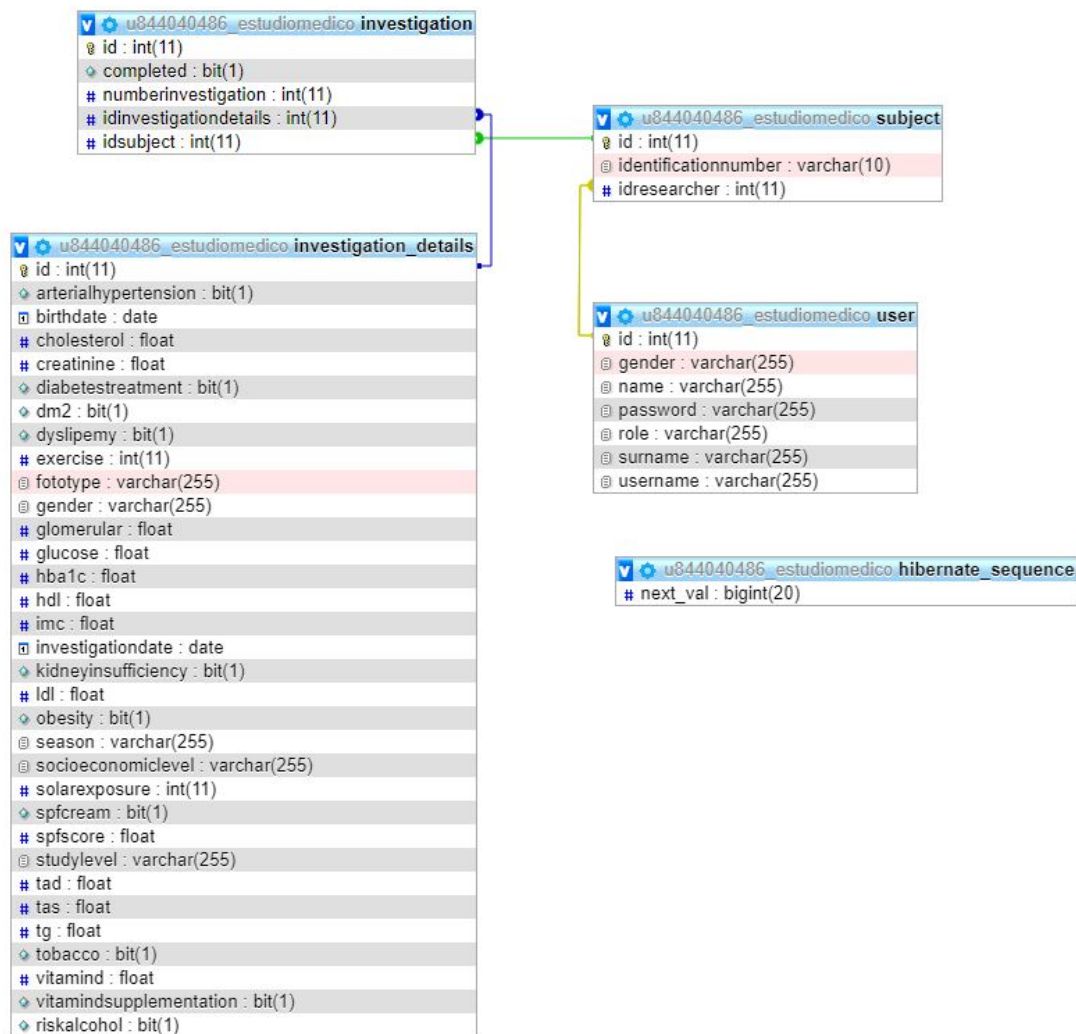 u844040486_estudiomedico investigation
id : int(11)
completed : bit(1)
# numberinvestigation : int(11)
# idinvestigationdetails : int(11)
# idsubject : int(11)
u844040486_estudiomedico subject
id : int(11)
identificationnumber : varchar(10)
# idresearcher : int(11)
u844040486_estudiomedico investigation_details
id : int(11)
arterialhypertension : bit(1)
birthdate : date
# cholesterol : float
# creatinine : float
diabetestreatment : bit(1)
dm2 : bit(1)
dyslipemy : bit(1)
# exercise : int(11)
fototype : varchar(255)
gender : varchar(255)
# glomerular : float
# glucose : float
# hba1c : float
# hdl : float
# imc : float
investigationdate : date
kidneyinsufficiency : bit(1)
# ldl : float
obesity : bit(1)
season : varchar(255)
socioeconomiclevel : varchar(255)
# solarexposure : int(11)
spfcream : bit(1)
# spfscore : float
studylevel : varchar(255)
# tad : float
# tas : float
# tg : float
tobacco : bit(1)
# vitamind : float
vitamindsupplementation : bit(1)
riskalcohol : bit(1)
u844040486_estudiomedico user
id : int(11)
gender : varchar(255)
name : varchar(255)
password : varchar(255)
role : varchar(255)
surname : varchar(255)
username : varchar(255)
u844040486_estudiomedico hibernate_sequence
# next_val : bigint(20)